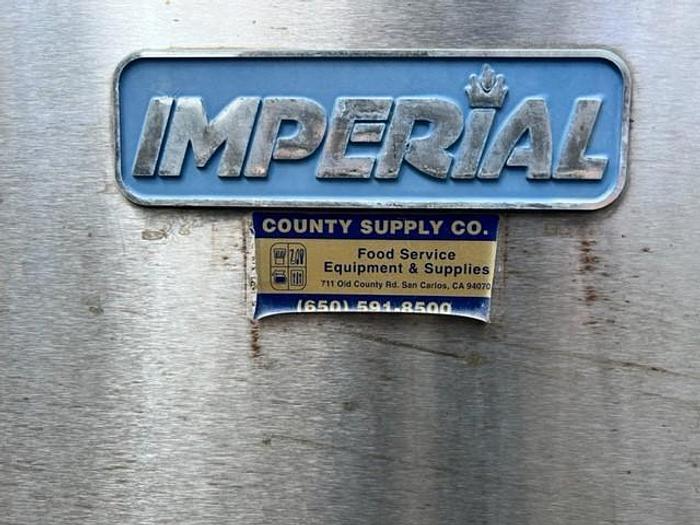 IMPERIAL
COUNTY SUPPLY CO.
Food Service
Equipment & Supplies
711 Old County Rd. San Carlos, CA 94070
(650) 591-8500